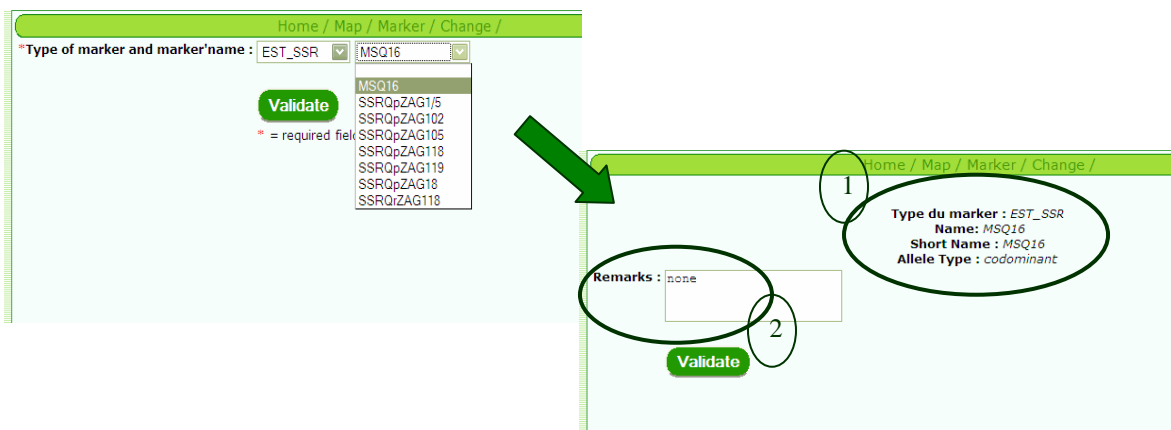 Home / Map / Marker / Change /
*Type of marker and marker'name : EST_SSR MSQ16
MSQ16
SSRQpZAG1/5
SSRQpZAG102
SSRQpZAG105
SSRQpZAG118
SSRQpZAG119
SSRQpZAG18
SSRQrZAG118
Validate
* = required fiel
Home / Map / Marker / Change /
1
Type du marker : EST_SSR
Name: MSQ16
Short Name : MSQ16
Allele Type : codominant
Remarks : none
2
Validate